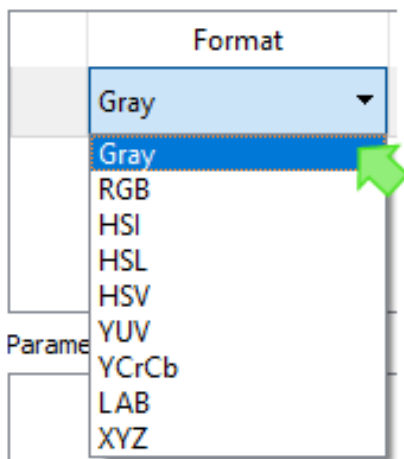 Format
Gray
Gray
RGB
HSI
HSL
HSV
YUV
Parame
YCrCb
LAB
XYZ